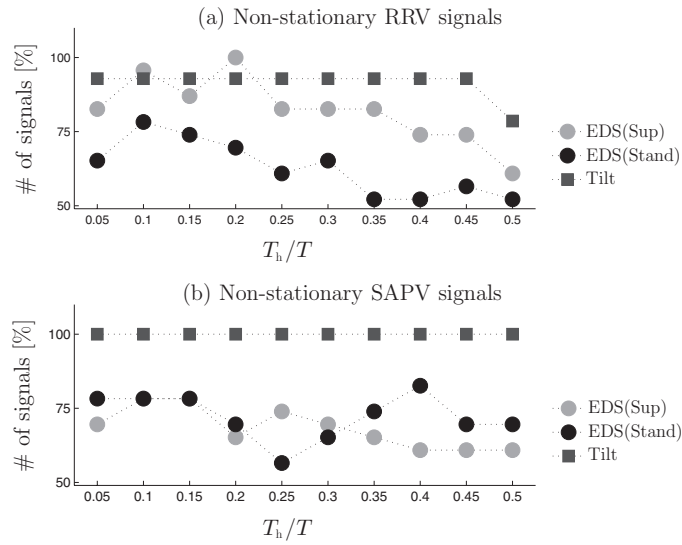 (a) Non-stationary RRV signals
# of signals [%]
100
75
50
0.05 0.1 0.15 0.2 0.25 0.3 0.35 0.4 0.45 0.5
Th/T
EDS(Sup)
EDS(Stand)
Tilt
(b) Non-stationary SAPV signals
# of signals [%]
100
75
50
0.05 0.1 0.15 0.2 0.25 0.3 0.35 0.4 0.45 0.5
Th/T
EDS(Sup)
EDS(Stand)
Tilt